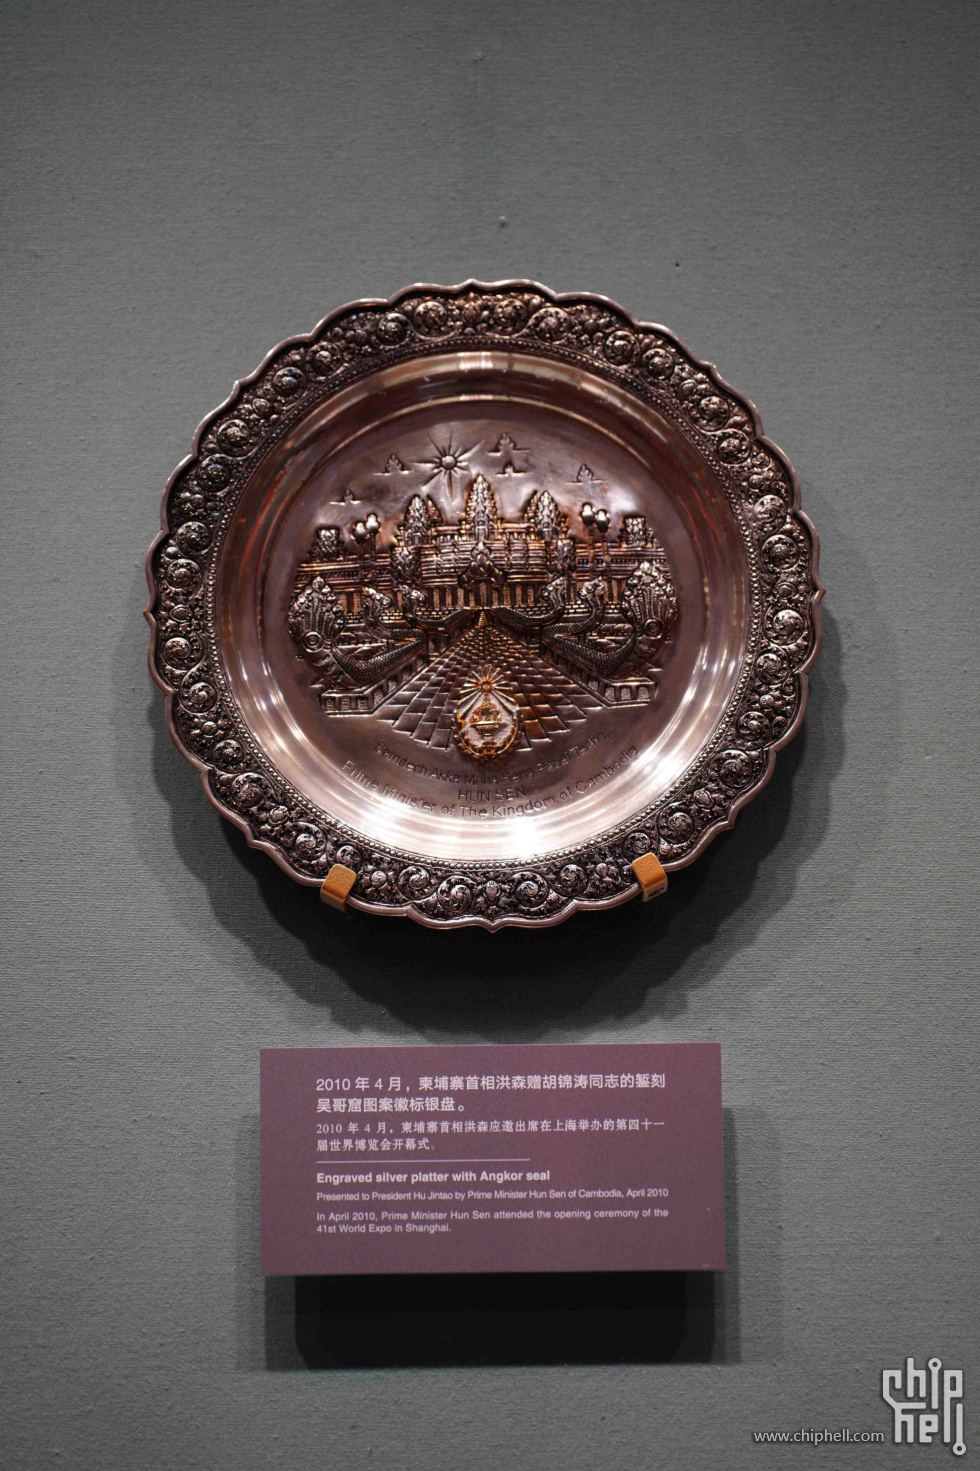 Samdech Akka Moha Sena Padei Techo
HUN SEN
Prime Minister of The Kingdom of Cambodia
2010 年 4 月，柬埔寨首相洪森赠胡锦涛同志的錾刻
吴哥窟图案徽标银盘。
2010 年 4 月，柬埔寨首相洪森应邀出席在上海举办的第四十一
届世界博览会开幕式。
Engraved silver platter with Angkor seal
Presented to President Hu Jintao by Prime Minister Hun Sen of Cambodia, April 2010
In April 2010, Prime Minister Hun Sen attended the opening ceremony of the
41st World Expo in Shanghai.
chip
hell
www.chiphell.com